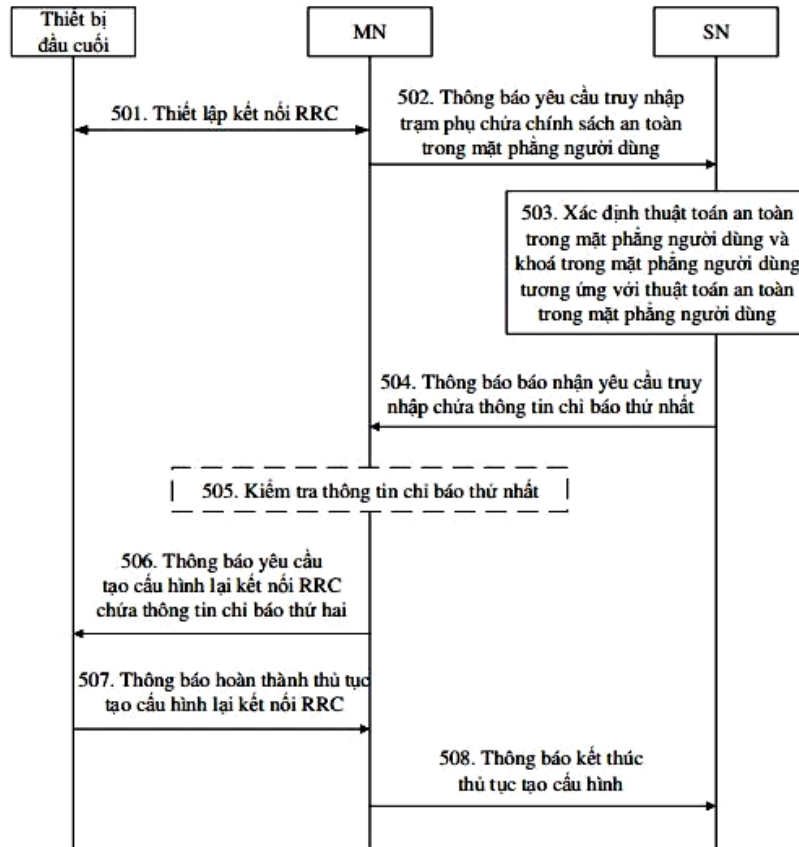 Thiết bị
đầu cuối
MN
SN
501. Thiết lập kết nối RRC
502. Thông báo yêu cầu truy nhập
trạm phụ chứa chính sách an toàn
trong mặt phẳng người dùng
503. Xác định thuật toán an toàn
trong mặt phẳng người dùng và
khoá trong mặt phẳng người dùng
tương ứng với thuật toán an toàn
trong mặt phẳng người dùng
504. Thông báo báo nhận yêu cầu truy
nhập chứa thông tin chỉ báo thứ nhất
505. Kiểm tra thông tin chỉ báo thứ nhất
506. Thông báo yêu cầu
tạo cấu hình lại kết nối RRC
chứa thông tin chỉ báo thứ hai
507. Thông báo hoàn thành thủ tục
tạo cấu hình lại kết nối RRC
508. Thông báo kết thúc
thủ tục tạo cấu hình